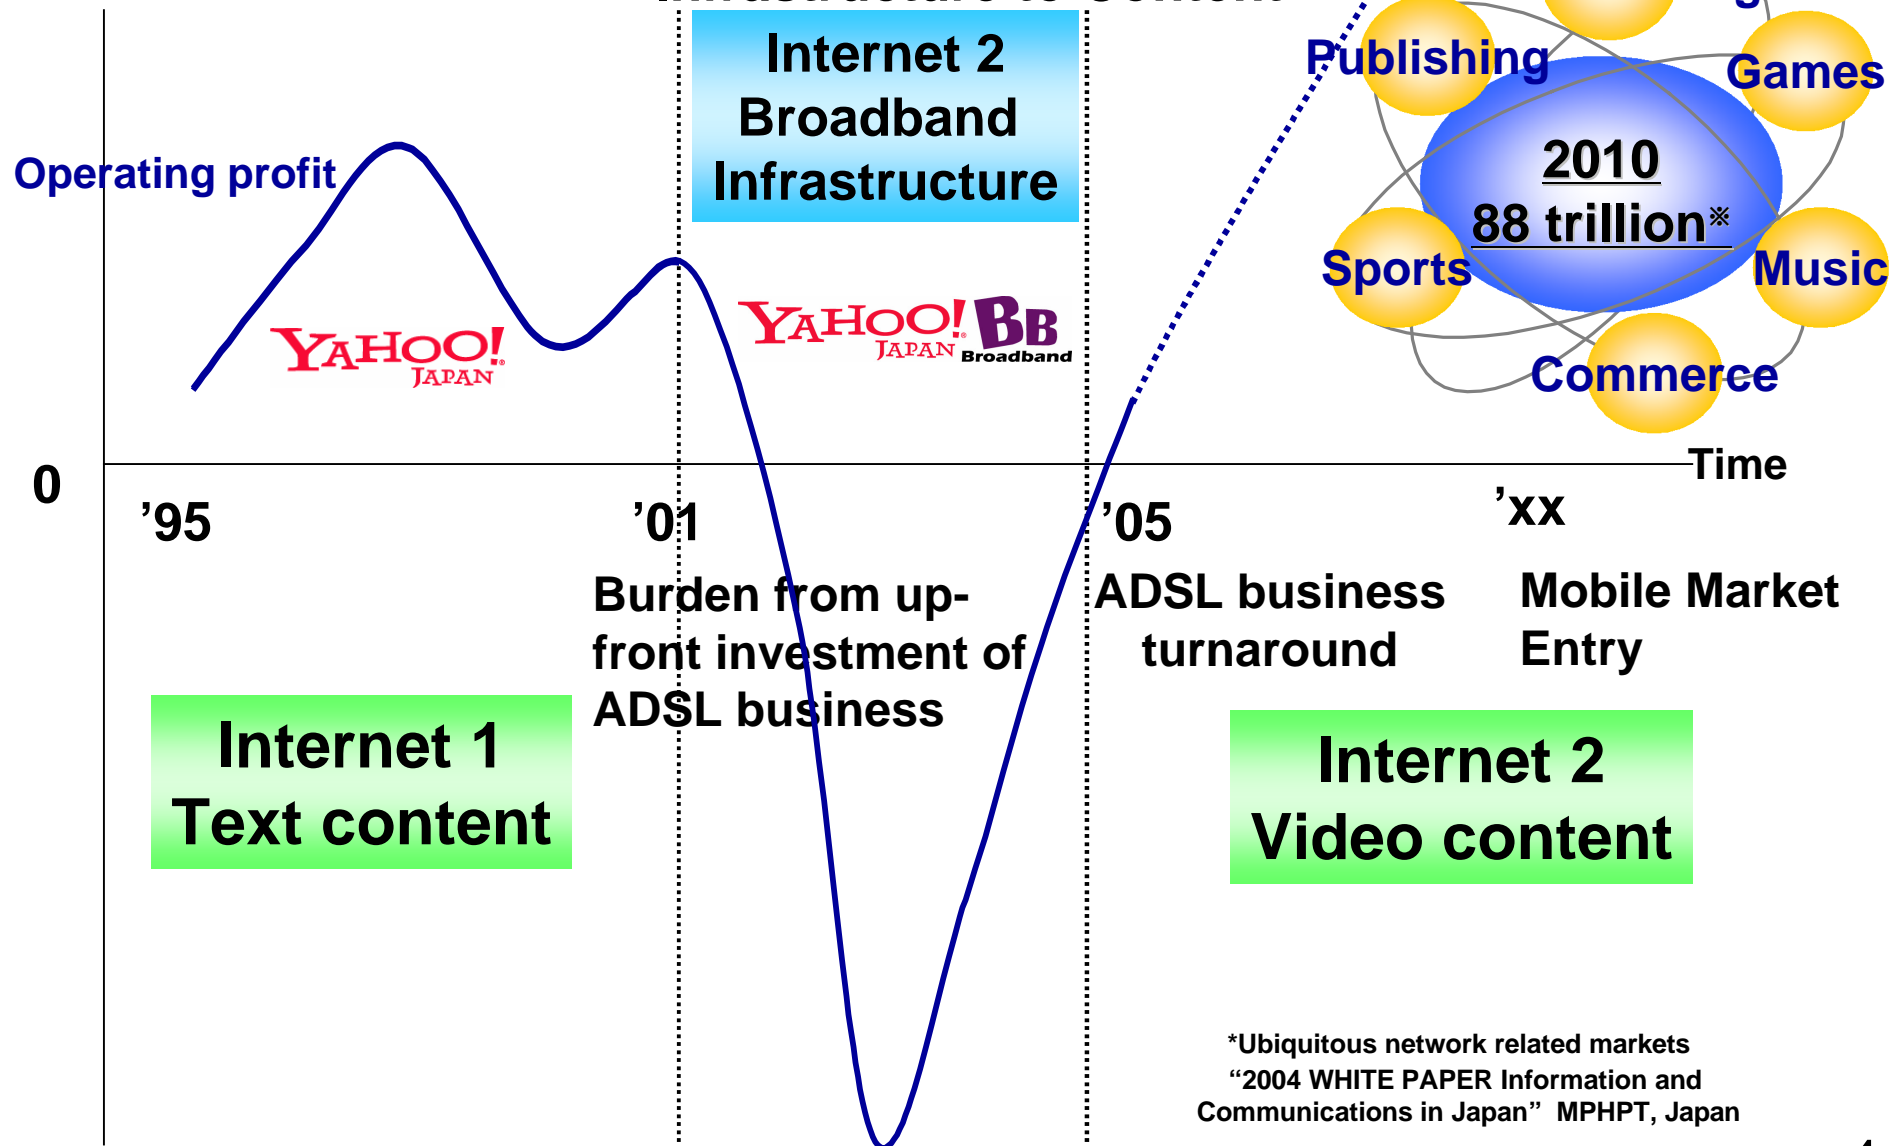 Infrastructure to Content
Internet 2
Broadband
Infrastructure
Publishing
Games
2010
88 trillion※
Sports
Music
Commerce
Operating profit
YAHOO!
JAPAN
YAHOO! BB
JAPAN Broadband
0
Time
’95
’01
’05
’xx
Burden from up-
front investment of
ADSL business
ADSL business
turnaround
Mobile Market
Entry
Internet 1
Text content
Internet 2
Video content
*Ubiquitous network related markets
“2004 WHITE PAPER Information and
Communications in Japan” MPHPT, Japan